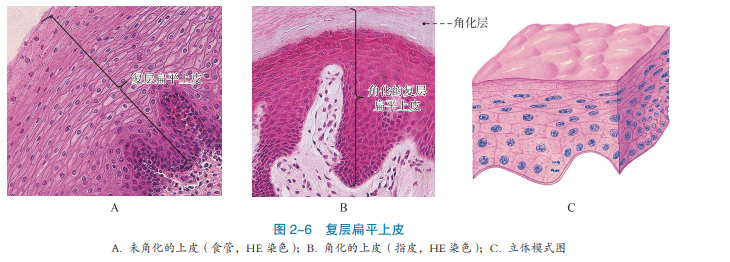 复层扁平上皮
角化层
角化的复层
扁平上皮
A
B
C
图 2-6 复层扁平上皮
A. 未角化的上皮（食管，HE 染色）；B. 角化的上皮（指皮，HE 染色）；C. 立体模式图